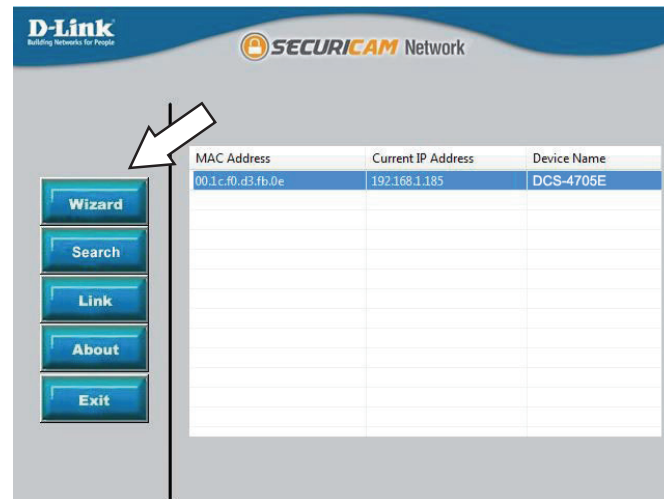 D-Link
Building Networks for People
SECURICAM Network
MAC Address Current IP Address Device Name
00.1c.f0.d3.fb.0e 192.168.1.185 DCS-4705E
Wizard
Search
Link
About
Exit